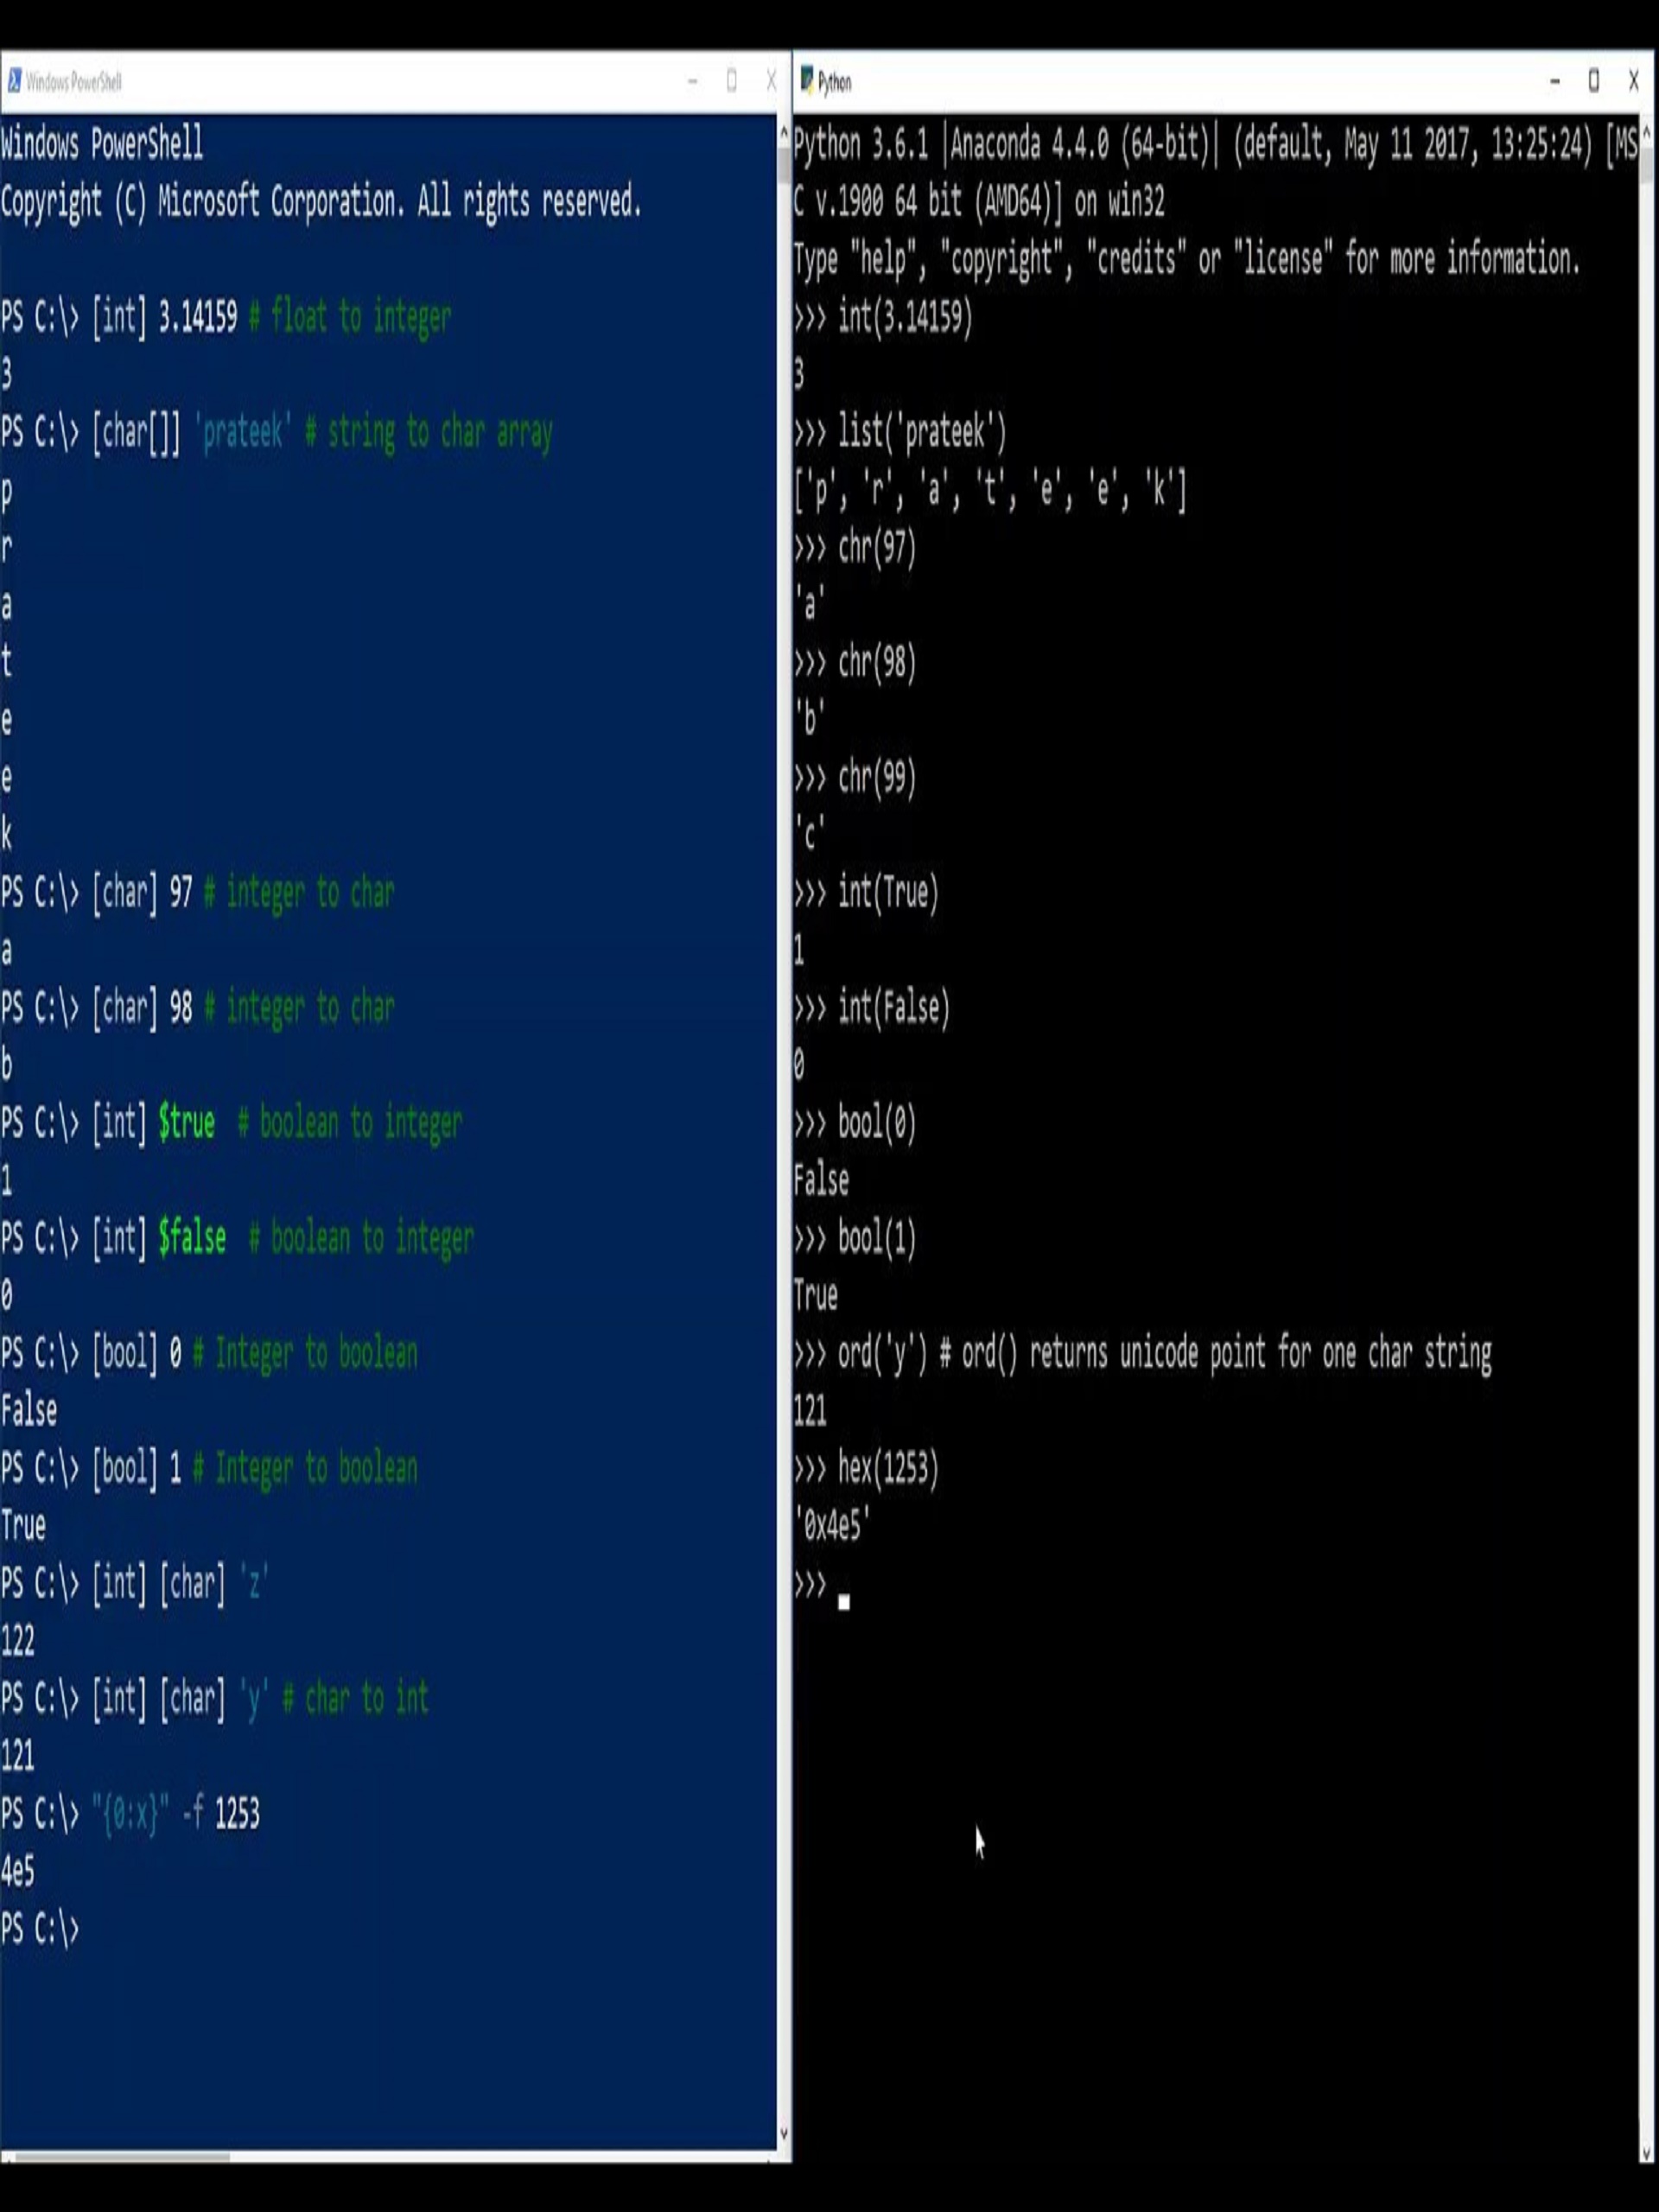 Windows PowerShell
Windows PowerShell
Copyright (C) Microsoft Corporation. All rights reserved.
PS C:\> [int] 3.14159 # float to integer
3
PS C:\> [char[]] 'prateek' # string to char array
p
r
a
t
e
e
k
PS C:\> [char] 97 # integer to char
a
PS C:\> [char] 98 # integer to char
b
PS C:\> [int] $true  # boolean to integer
1
PS C:\> [int] $false  # boolean to integer
0
PS C:\> [bool] 0 # Integer to boolean
False
PS C:\> [bool] 1 # Integer to boolean
True
PS C:\> [int] [char] 'z'
122
PS C:\> [int] [char] 'y' # char to int
121
PS C:\> "{0:x}" -f 1253
4e5
PS C:\>
Python
Python 3.6.1 |Anaconda 4.4.0 (64-bit)| (default, May 11 2017, 13:25:24) [MS
C v.1900 64 bit (AMD64)] on win32
Type "help", "copyright", "credits" or "license" for more information.
>>> int(3.14159)
3
>>> list('prateek')
['p', 'r', 'a', 't', 'e', 'e', 'k']
>>> chr(97)
'a'
>>> chr(98)
'b'
>>> chr(99)
'c'
>>> int(True)
1
>>> int(False)
0
>>> bool(0)
False
>>> bool(1)
True
>>> ord('y') # ord() returns unicode point for one char string
121
>>> hex(1253)
'0x4e5'
>>>